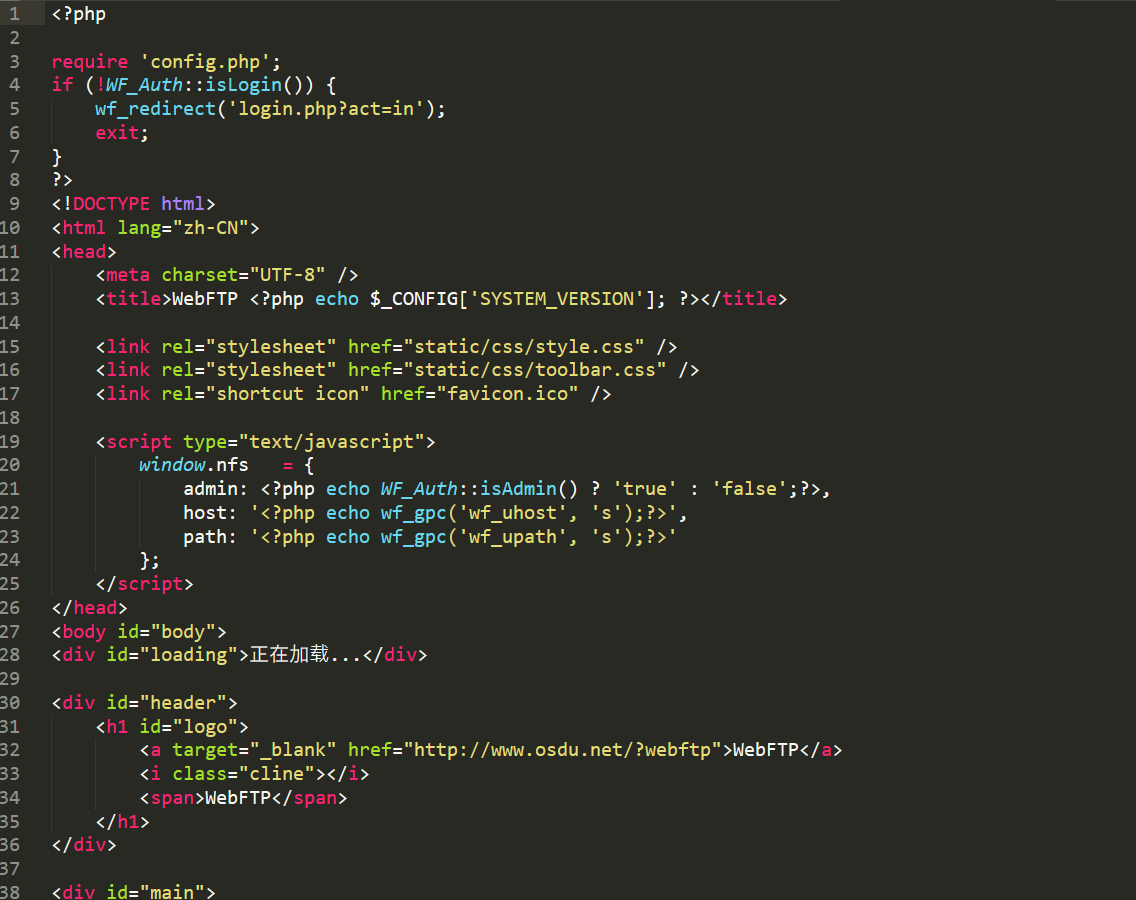 1 <?php
2
3 require 'config.php';
4 if (!WF_Auth::isLogin()) {
5     wf_redirect('login.php?act=in');
6     exit;
7 }
8 ?>
9 <!DOCTYPE html>
10 <html lang="zh-CN">
11 <head>
12     <meta charset="UTF-8" />
13     <title>WebFTP <?php echo $_CONFIG['SYSTEM_VERSION']; ?></title>
14
15     <link rel="stylesheet" href="static/css/style.css" />
16     <link rel="stylesheet" href="static/css/toolbar.css" />
17     <link rel="shortcut icon" href="favicon.ico" />
18
19     <script type="text/javascript">
20         window.nfs   = {
21             admin: <?php echo WF_Auth::isAdmin() ? 'true' : 'false';?>,
22             host: '<?php echo wf_gpc('wf_uhost', 's');?>',
23             path: '<?php echo wf_gpc('wf_upath', 's');?>'
24         };
25     </script>
26 </head>
27 <body id="body">
28 <div id="loading">正在加载...</div>
29
30 <div id="header">
31     <h1 id="logo">
32         <a target="_blank" href="http://www.osdu.net/?webftp">WebFTP</a>
33         <i class="cline"></i>
34         <span>WebFTP</span>
35     </h1>
36 </div>
37
38 <div id="main">